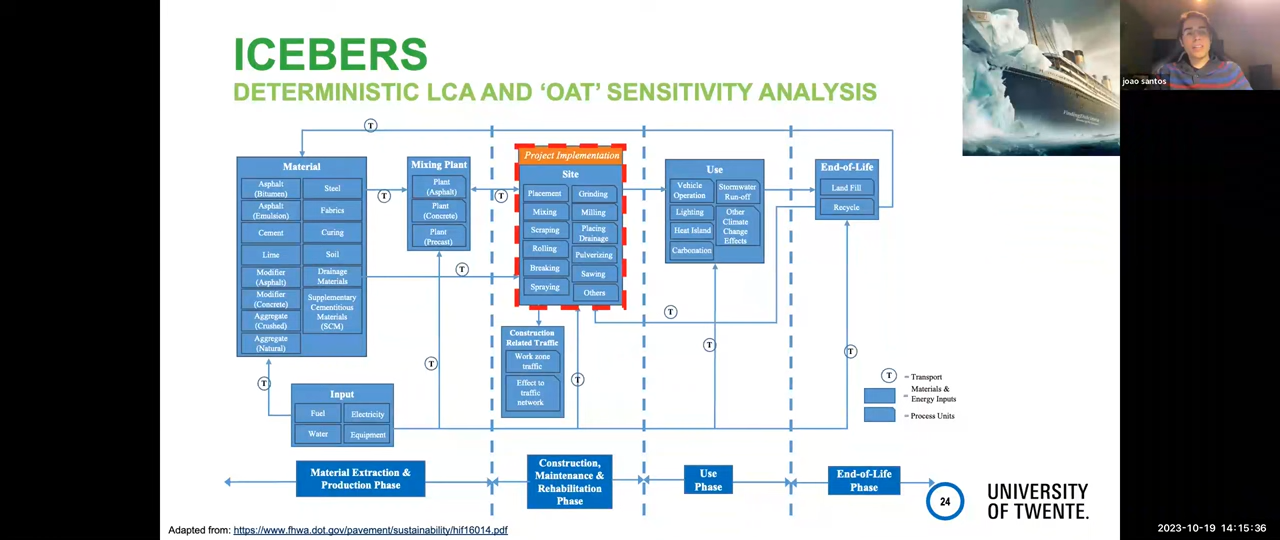 ICEBERS
DETERMINISTIC LCA AND ‘OAT’ SENSITIVITY ANALYSIS
joao santos
T
Material
Asphalt
(Bitumen)
Steel
Asphalt
(Emulsion)
Fabrics
Cement
Curing
Lime
Soil
Modifier
(Asphalt)
Drainage
Materials
Modifier
(Concrete)
Supplementary
Cementitious
Materials
(SCM)
Aggregate
(Crushed)
Aggregate
(Natural)
T
Mixing Plant
Plant
(Asphalt)
Plant
(Concrete)
Plant
(Precast)
T
T
Project Implementation
Site
Placement
Grinding
Mixing
Milling
Scraping
Placing
Drainage
Rolling
Pulverizing
Breaking
Sawing
Spraying
Others
Use
Vehicle
Operation
Stormwater
Run-off
Lighting
Other
Climate
Change
Effects
Heat Island
Carbonation
End-of-Life
Land Fill
Recycle
T
T
T
T
T
T
Construction
Related Traffic
Work zone
traffic
Effect to
traffic
network
Input
Fuel
Electricity
Water
Equipment
T
= Transport
= Materials &
Energy Inputs
= Process Units
Material Extraction &
Production Phase
Construction,
Maintenance &
Rehabilitation
Phase
Use
Phase
End-of-Life
Phase
24
UNIVERSITY
OF TWENTE.
Adapted from: https://www.fhwa.dot.gov/pavement/sustainability/hif16014.pdf
2023-10-19 14:15:36